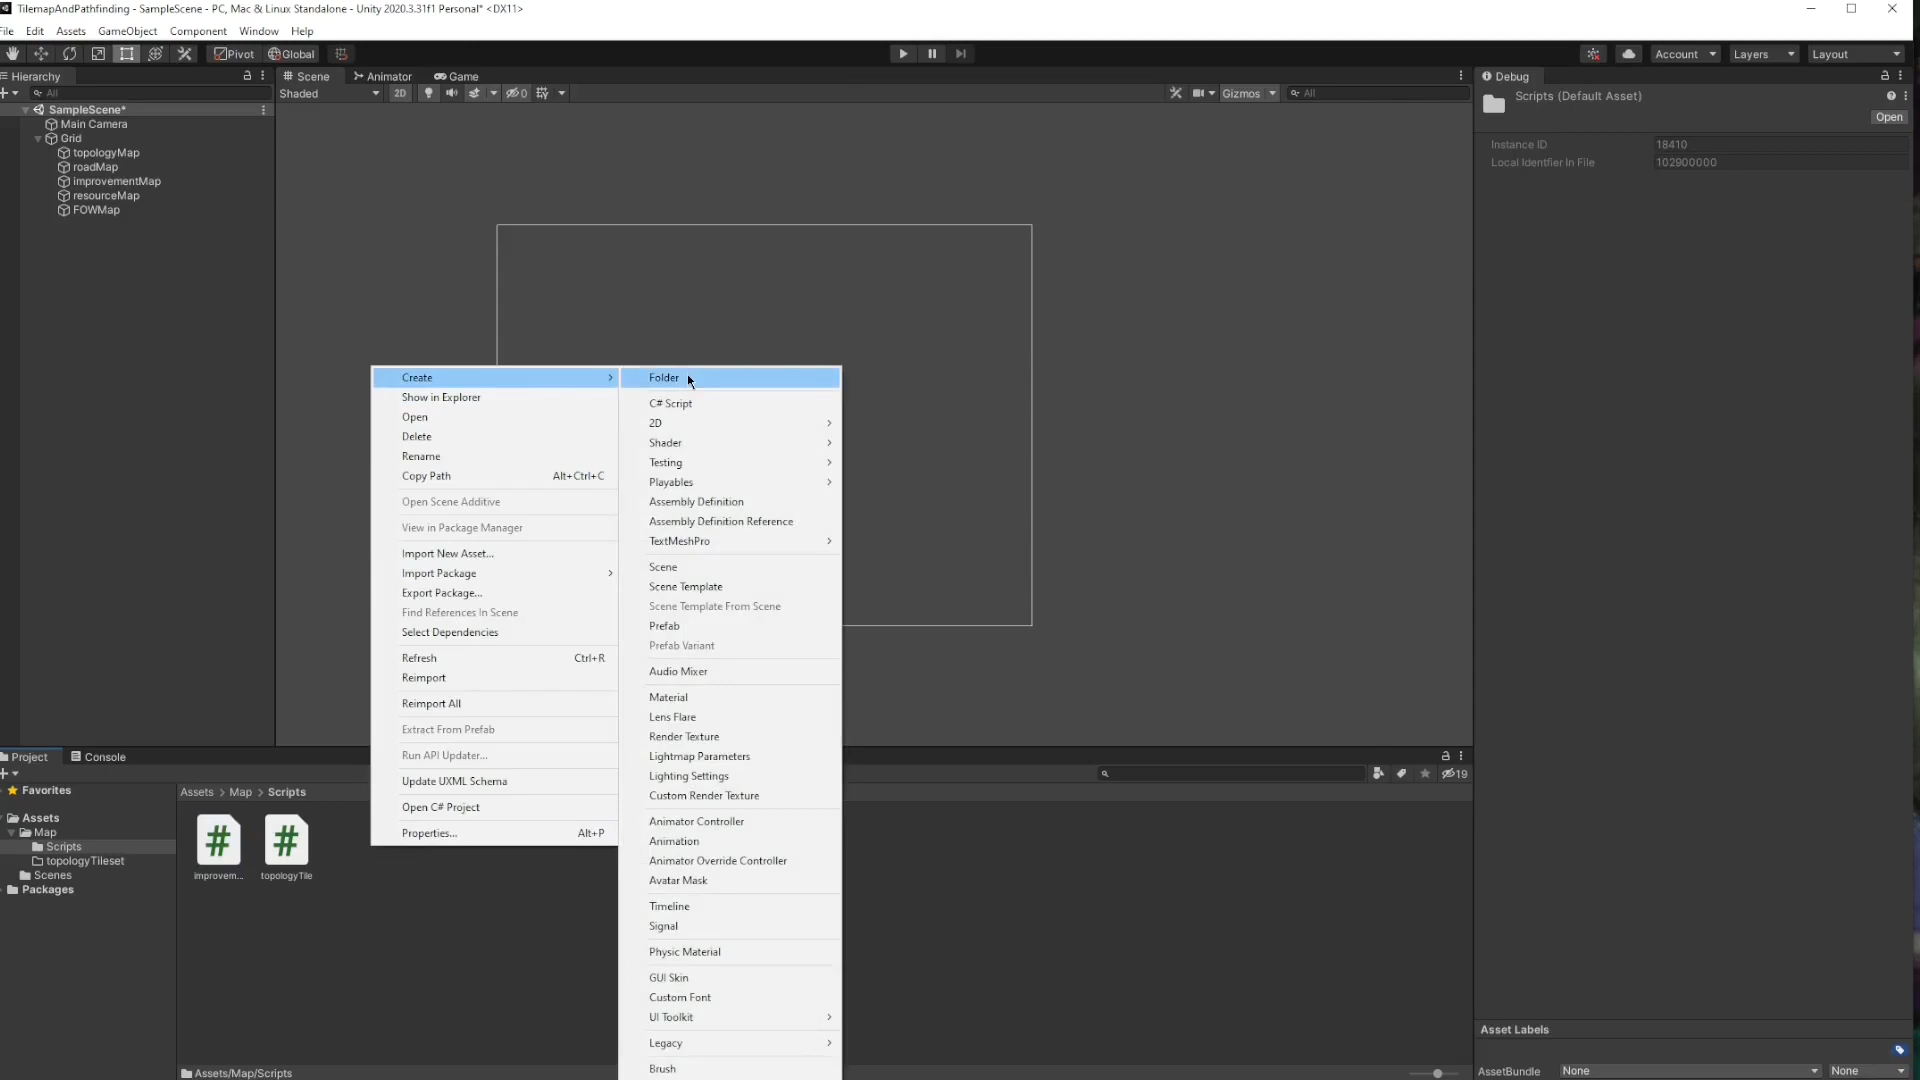 TilemapAndPathfinding - SampleScene - PC, Mac & Linux Standalone - Unity 2020.3.31f1 Personal* <DX11>
File Edit Assets GameObject Component Window Help
Pivot Global
Account Layers Layout
Hierarchy
All
SampleScene*
Main Camera
Grid
topologyMap
roadMap
improvementMap
resourceMap
FOWMap
Scene Animator Game
Shaded 2D 0 Gizmos All
Create
Show in Explorer
Open
Delete
Rename
Copy Path Alt+Ctrl+C
Open Scene Additive
View in Package Manager
Import New Asset...
Import Package
Export Package...
Find References In Scene
Select Dependencies
Refresh Ctrl+R
Reimport
Reimport All
Extract From Prefab
Run API Updater...
Update UXML Schema
Open C# Project
Properties... Alt+P
Folder
C# Script
2D
Shader
Testing
Playables
Assembly Definition
Assembly Definition Reference
TextMeshPro
Scene
Scene Template
Scene Template From Scene
Prefab
Prefab Variant
Audio Mixer
Material
Lens Flare
Render Texture
Lightmap Parameters
Lighting Settings
Custom Render Texture
Animator Controller
Animation
Animator Override Controller
Avatar Mask
Timeline
Signal
Physic Material
GUI Skin
Custom Font
UI Toolkit
Legacy
Brush
Debug
Scripts (Default Asset)
Open
Instance ID 18410
Local Identfier In File 102900000
Project Console
19
Favorites
Assets
Map
Scripts
topologyTileset
Scenes
Packages
Assets > Map > Scripts
improvem... topologyTile
Assets/Map/Scripts
Asset Labels
AssetBundle None None